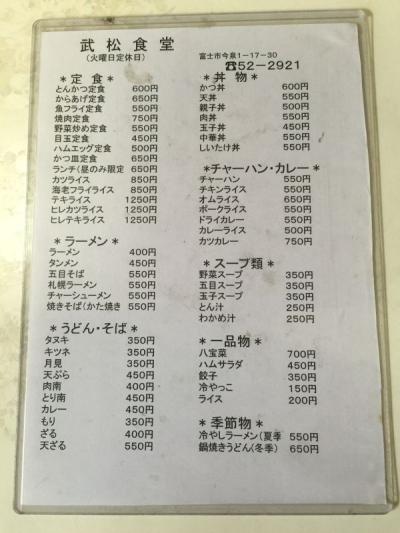 武松食堂
(火曜日定休日)
富士市今泉1-17-30
☎52-2921
＊定食＊
とんかつ定食 600円
からあげ定食 650円
魚フライ定食 550円
焼肉定食 750円
野菜炒め定食 550円
目玉定食 450円
ハムエッグ定食 500円
かつ皿定食 650円
ランチ(昼のみ限定 650円
カツライス 850円
海老フライライス 850円
テキライス 1250円
ヒレカツライス 1250円
ヒレテキライス 1250円
＊ラーメン＊
ラーメン 400円
タンメン 450円
五目そば 550円
札幌ラーメン 550円
チャーシューメン 550円
焼きそば(かた焼き 550円
＊うどん・そば＊
タヌキ 350円
キツネ 350円
月見 350円
天ぷら 450円
肉南 400円
とり南 450円
カレー 450円
もり 350円
ざる 400円
天ざる 550円
＊丼物＊
かつ丼 600円
天丼 550円
親子丼 500円
肉丼 550円
玉子丼 450円
中華丼 550円
しいたけ丼 550円
＊チャーハン・カレー＊
チャーハン 550円
チキンライス 550円
オムライス 650円
ポークライス 550円
ドライカレー 550円
カレーライス 500円
カツカレー 750円
＊スープ類＊
野菜スープ 350円
五目スープ 350円
玉子スープ 350円
とん汁 250円
わかめ汁 250円
＊一品物＊
八宝菜 700円
ハムサラダ 450円
餃子 350円
冷やっこ 150円
ライス 200円
＊季節物＊
冷やしラーメン(夏季 550円
鍋焼きうどん(冬季) 650円